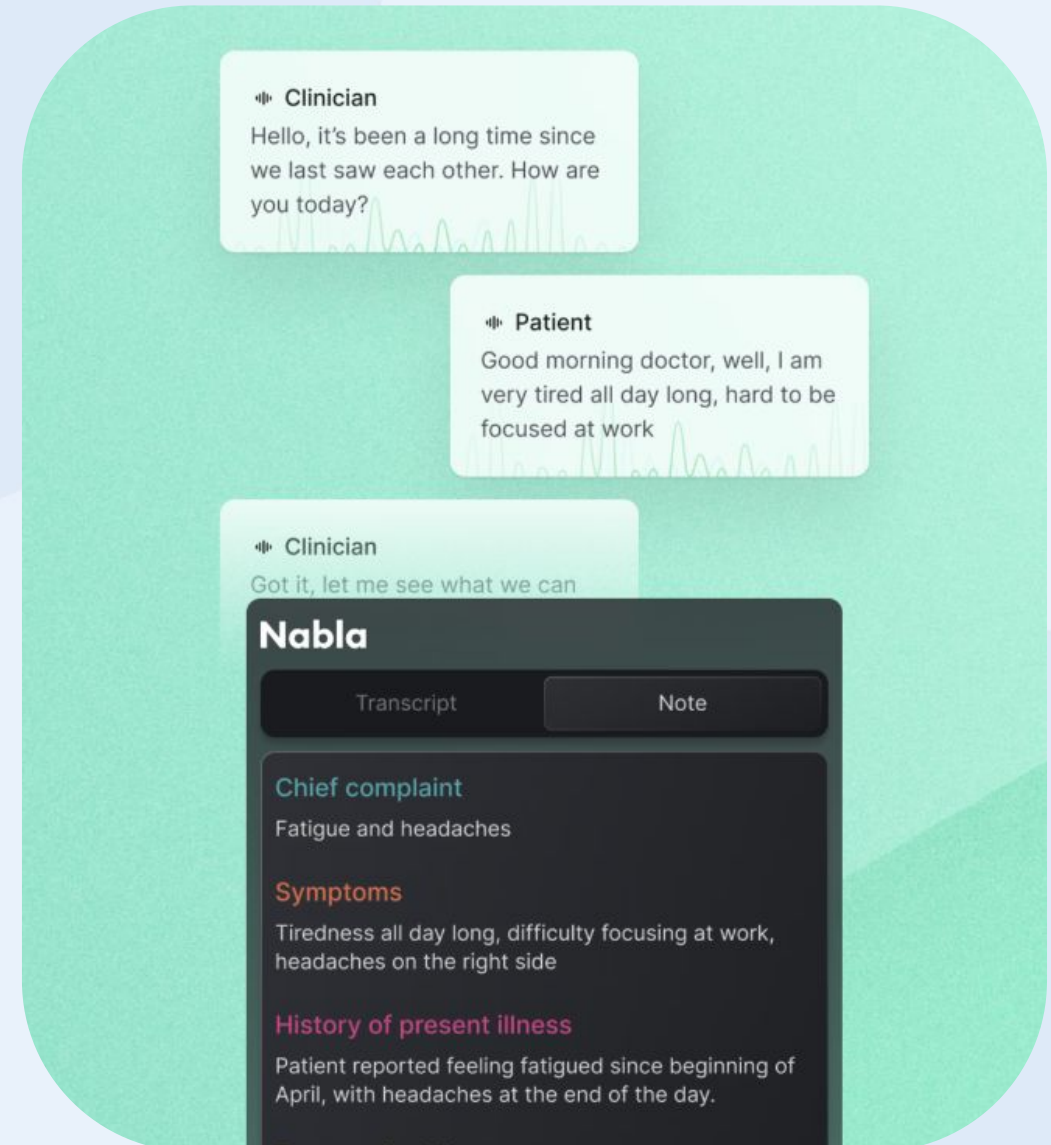 Clinician
Hello, it's been a long time since
we last saw each other. How are
you today?
Patient
Good morning doctor, well, I am
very tired all day long, hard to be
focused at work
Clinician
Got it, let me see what we can
Nabla
Transcript
Note
Chief complaint
Fatigue and headaches
Symptoms
Tiredness all day long, difficulty focusing at work,
headaches on the right side
History of present illness
Patient reported feeling fatigued since beginning of
April, with headaches at the end of the day.